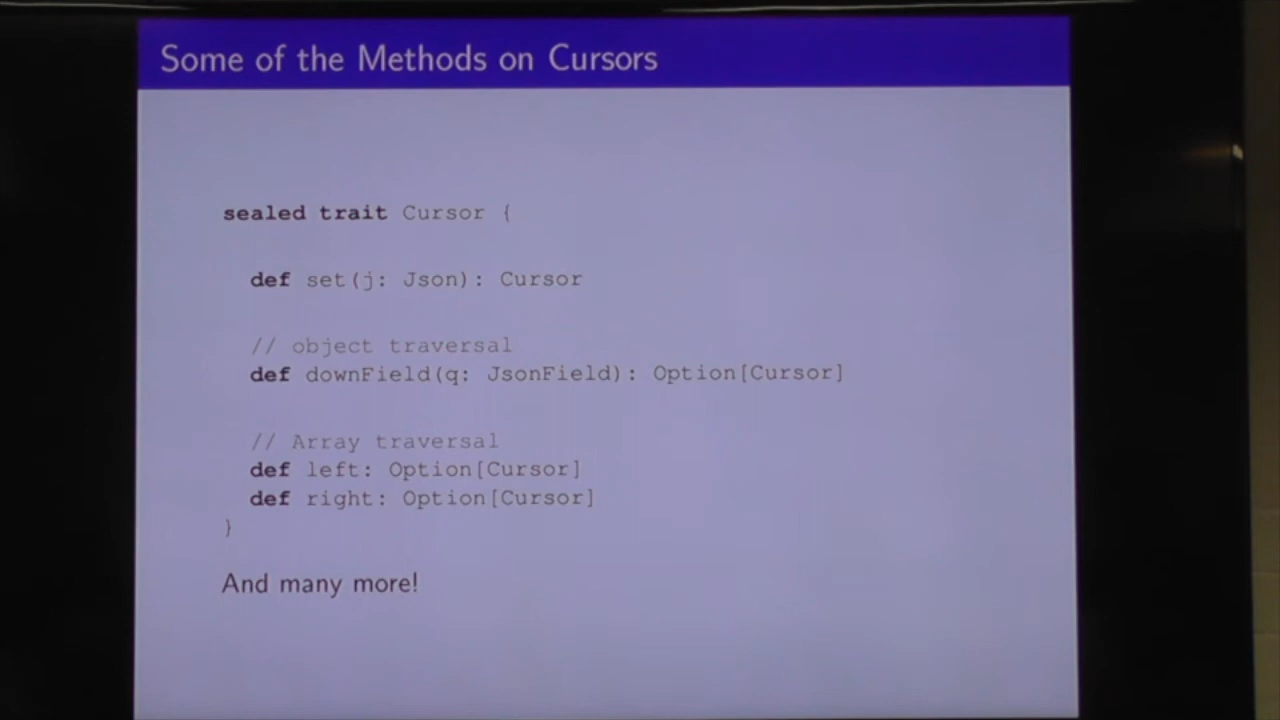 Some of the Methods on Cursors
sealed trait Cursor {
def set(j: Json): Cursor
// object traversal
def downField(q: JsonField): Option[Cursor]
// Array traversal
def left: Option[Cursor]
def right: Option[Cursor]
}
And many more!